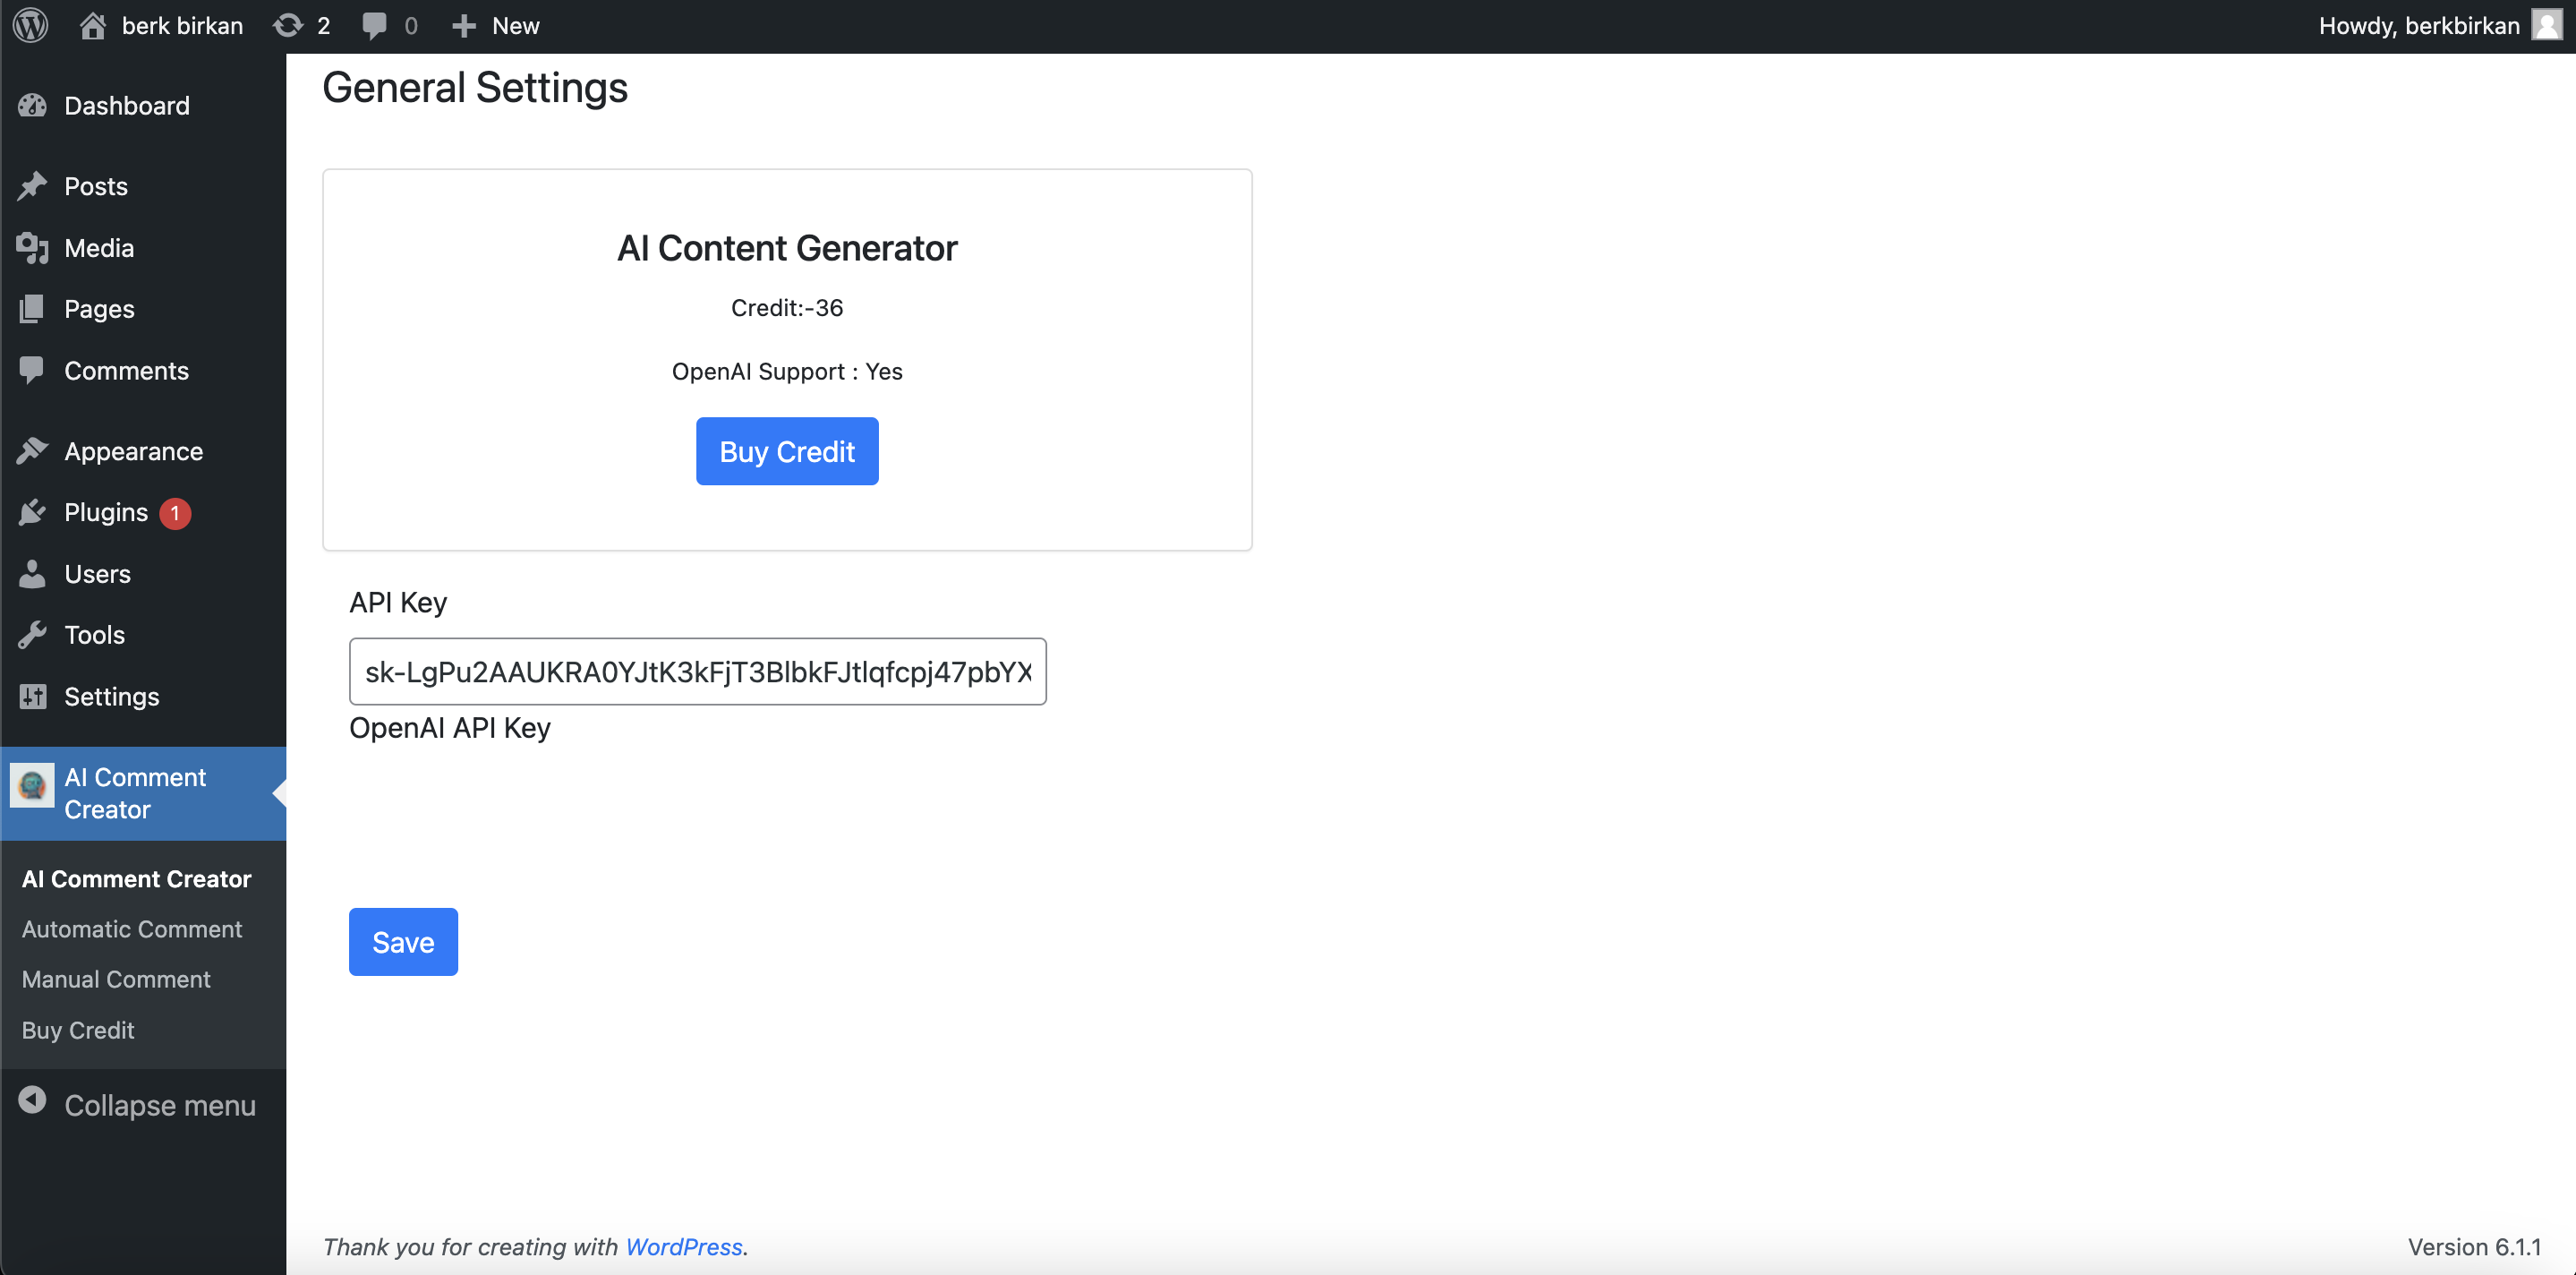 berk birkan 2 0 New Howdy, berkbirkan
General Settings
Dashboard
Posts
Media
Pages
Comments
Appearance
Plugins 1
Users
Tools
Settings
AI Comment
Creator
AI Comment Creator
Automatic Comment
Manual Comment
Buy Credit
Collapse menu
AI Content Generator
Credit:-36
OpenAI Support : Yes
Buy Credit
API Key
OpenAI API Key
Save
Thank you for creating with WordPress.
Version 6.1.1